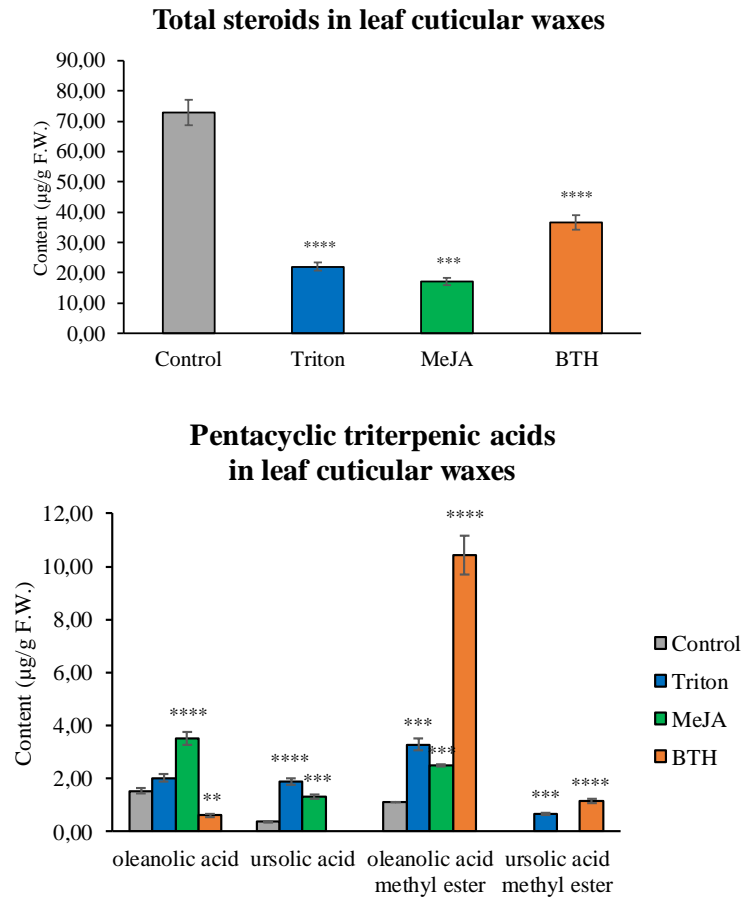 Total steroids in leaf cuticular waxes
Content (µg/g F.W.)
90,00
80,00
70,00
60,00
50,00
40,00
30,00
20,00
10,00
0,00
****
***
****
Control Triton MeJA BTH
Pentacyclic triterpenic acids
in leaf cuticular waxes
Content (µg/g F.W.)
12,00
10,00
8,00
6,00
4,00
2,00
0,00
****
**
****
***
***
***
****
***
****
oleanolic acid ursolic acid oleanolic acid ursolic acid
methyl ester methyl ester
Control
Triton
MeJA
BTH